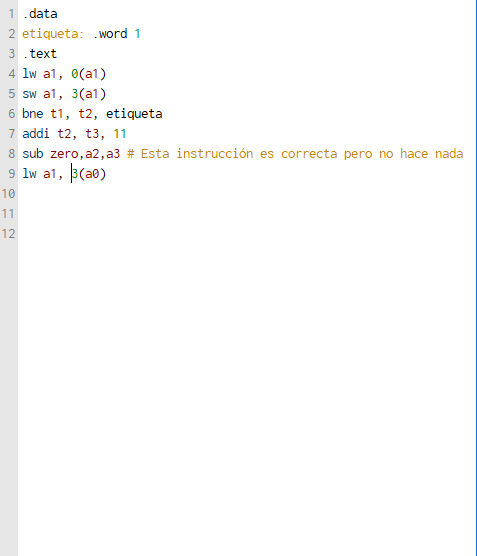 1 .data
2 etiqueta: .word 1
3 .text
4 lw a1, 0(a1)
5 sw a1, 3(a1)
6 bne t1, t2, etiqueta
7 addi t2, t3, 11
8 sub zero,a2,a3 # Esta instrucción es correcta pero no hace nada
9 lw a1, 3(a0)
10
11
12